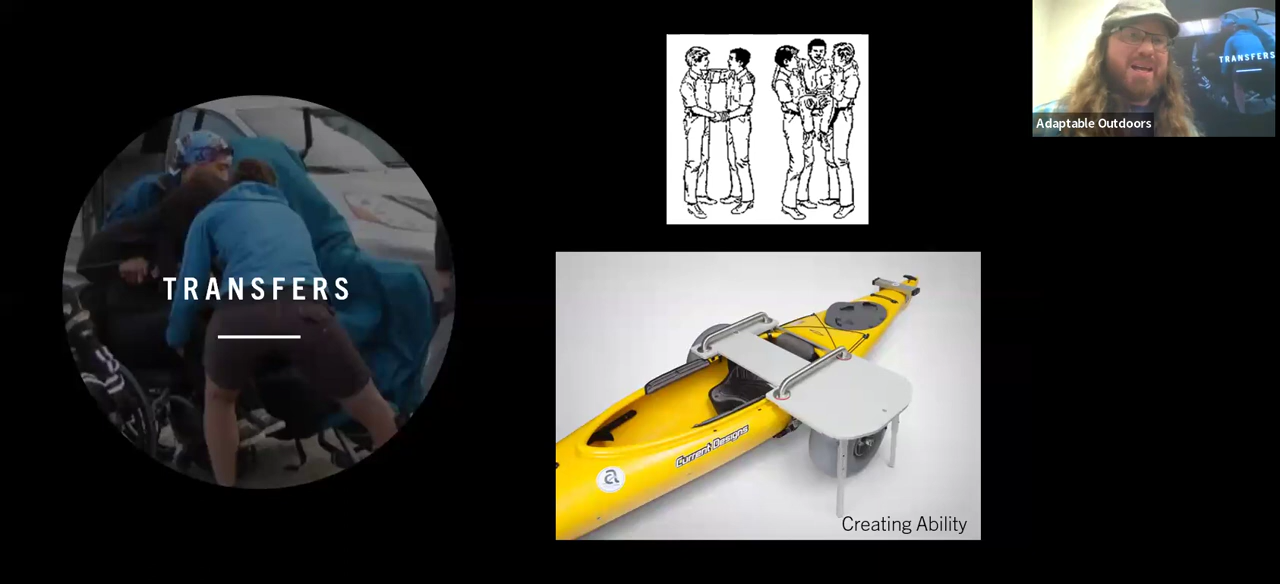 TRANSFERS
Current Designs
a
Creating Ability
TRANSFERS
Adaptable Outdoors